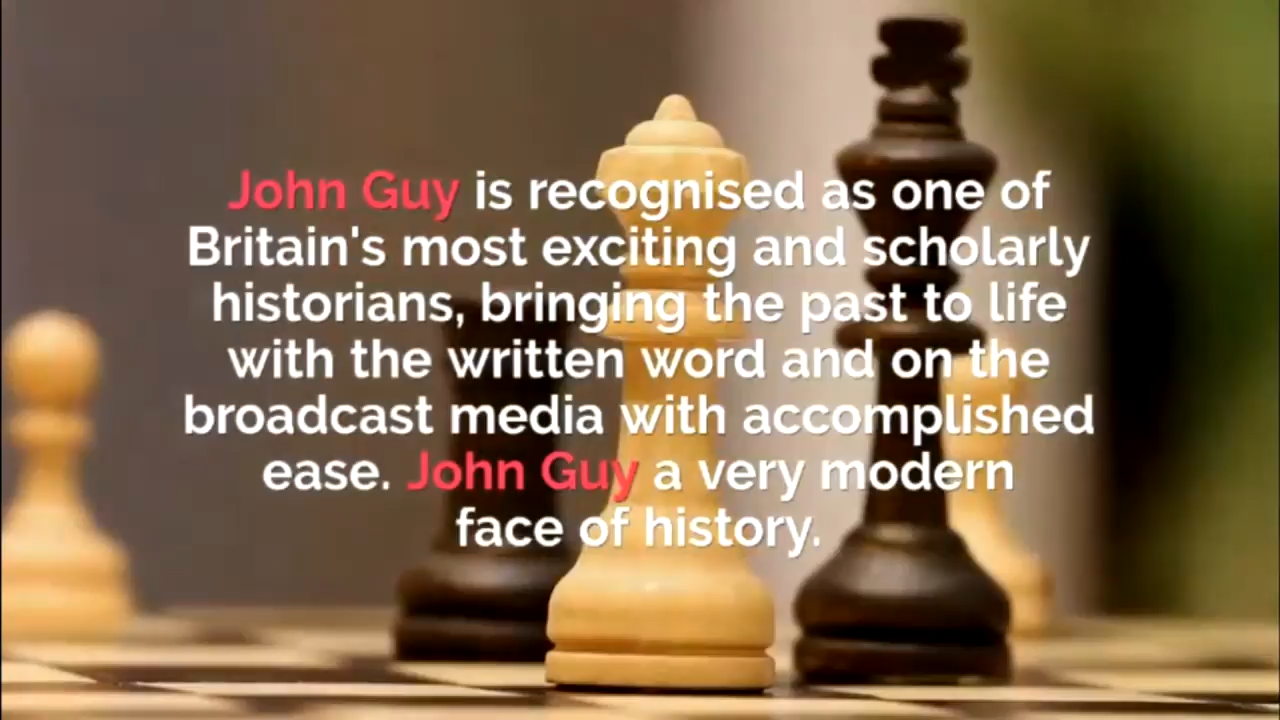 John Guy is recognised as one of
Britain's most exciting and scholarly
historians, bringing the past to life
with the written word and on the
broadcast media with accomplished
ease. John Guy a very modern
face of history.